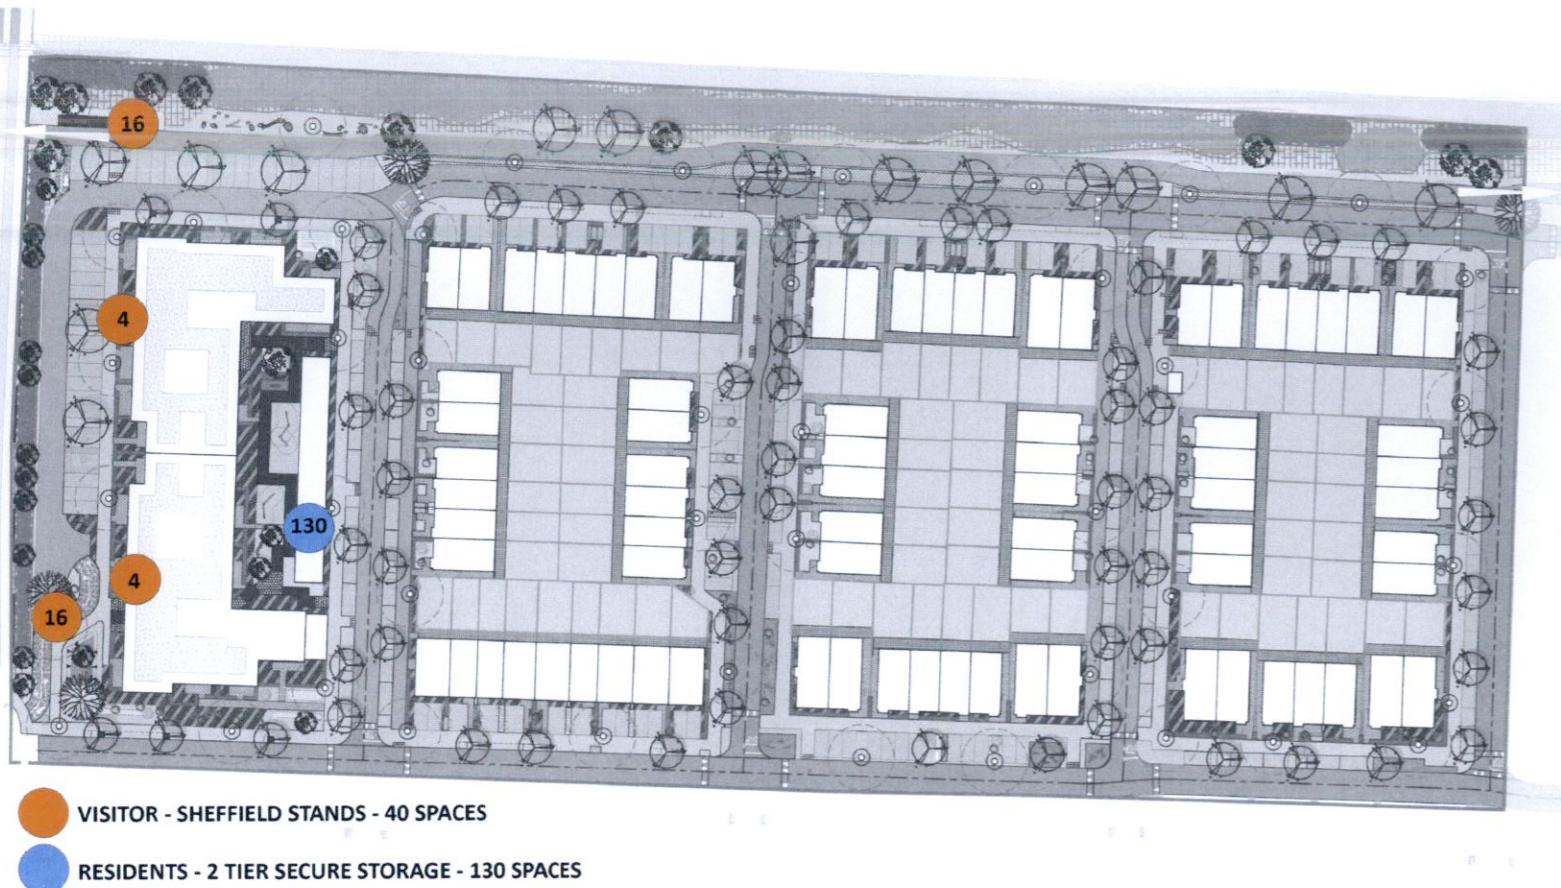 16
4
130
4
16
VISITOR - SHEFFIELD STANDS - 40 SPACES
RESIDENTS - 2 TIER SECURE STORAGE - 130 SPACES